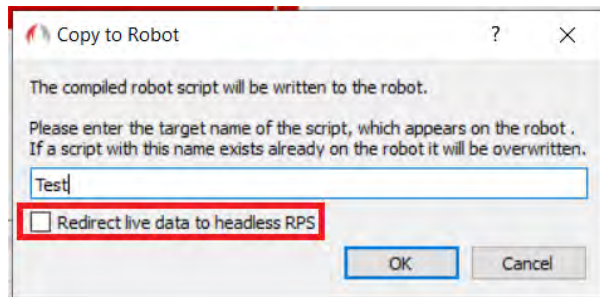 Copy to Robot
The compiled robot script will be written to the robot.
Please enter the target name of the script, which appears on the robot .
If a script with this name exists already on the robot it will be overwritten.
Test
Redirect live data to headless RPS
OK Cancel